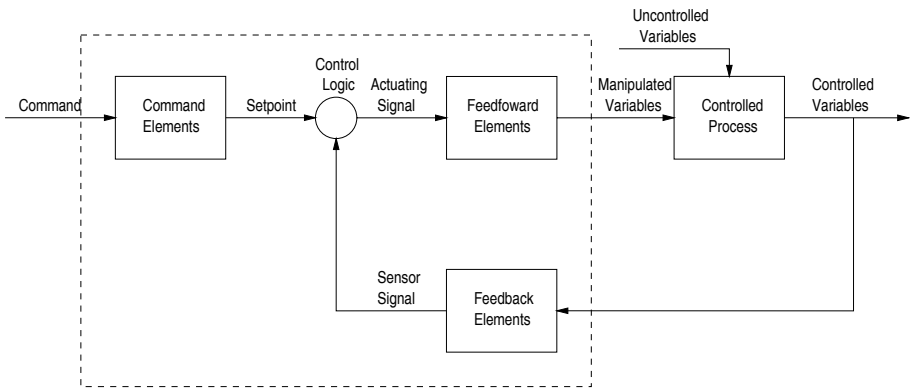 Uncontrolled
Variables
Control
Logic
Command
Command
Elements
Setpoint
Actuating
Signal
Feedfoward
Elements
Manipulated
Variables
Controlled
Process
Controlled
Variables
Sensor
Signal
Feedback
Elements